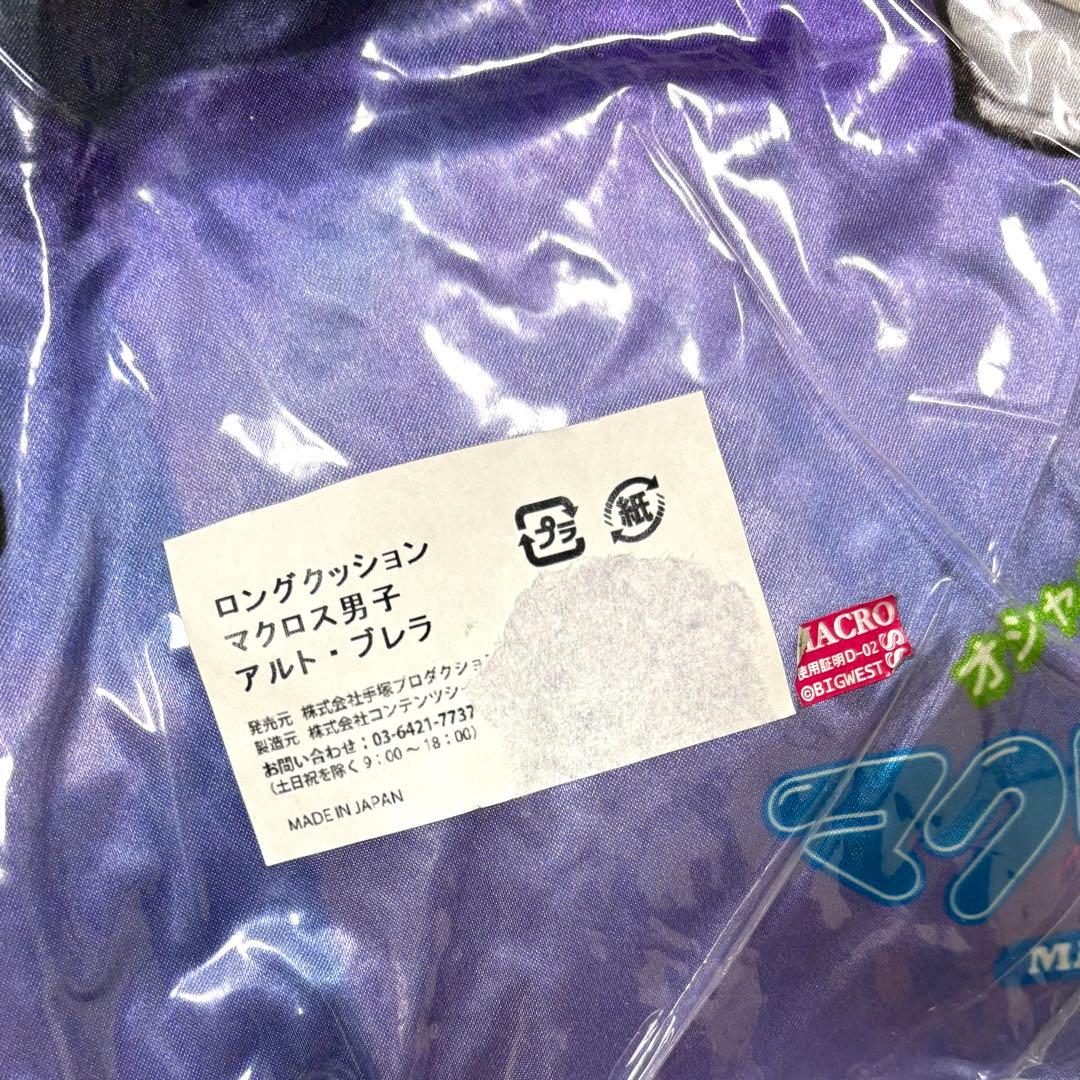 プラ
紙
ロングクッション
マクロス男子
アルト・ブレラ
発売元 株式会社手塚プロダクション
製造元 株式会社コンテンツシー
お問い合わせ:03-6421-7737
(土日祝を除く9:00～18:00)
MADE IN JAPAN
MACROSS
使用証明D-02
©BIGWEST
オシャ
マク